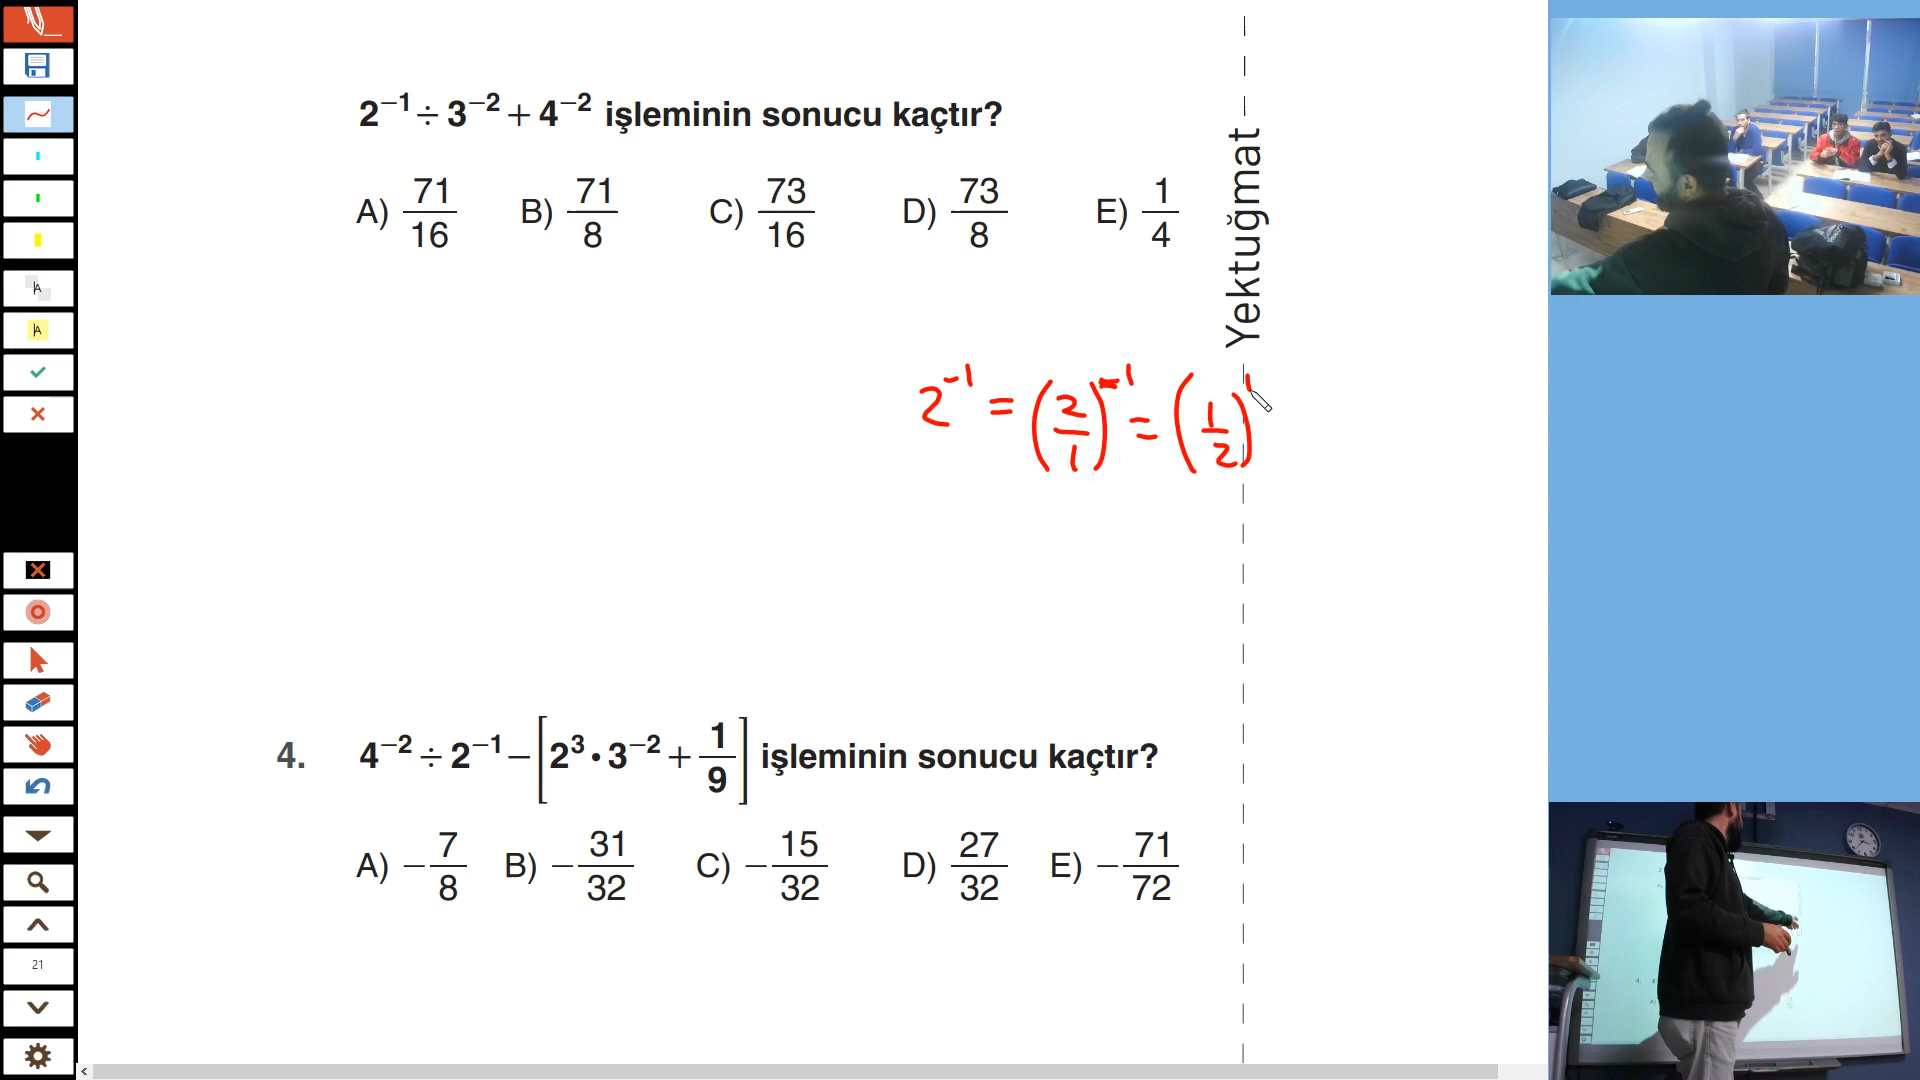 2⁻¹ ÷ 3⁻² + 4⁻² işleminin sonucu kaçtır?
A) 71/16 B) 71/8 C) 73/16 D) 73/8 E) 1/4
Yektuğmat
2⁻¹ = (2/1)⁻¹ = (1/2)¹
4. 4⁻² ÷ 2⁻¹ − [2³ • 3⁻² + 1/9] işleminin sonucu kaçtır?
A) −7/8 B) −31/32 C) −15/32 D) 27/32 E) −71/72
21